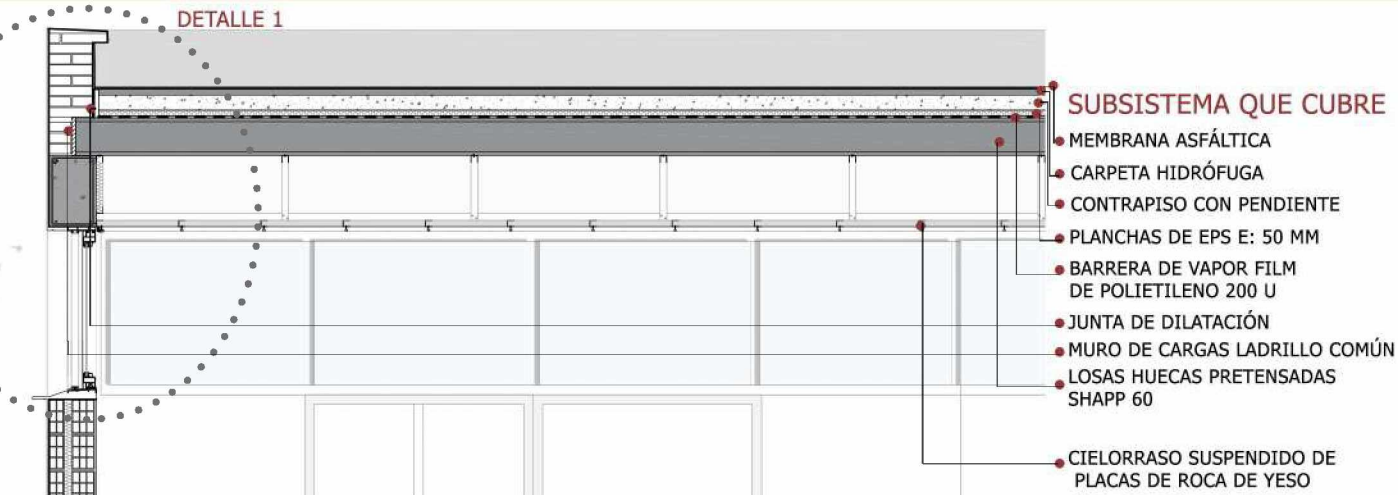 DETALLE 1
SUBSISTEMA QUE CUBRE
MEMBRANA ASFÁLTICA
CARPETA HIDRÓFUGA
CONTRAPISO CON PENDIENTE
PLANCHAS DE EPS E: 50 MM
BARRERA DE VAPOR FILM
DE POLIETILENO 200 U
JUNTA DE DILATACIÓN
MURO DE CARGAS LADRILLO COMÚN
LOSAS HUECAS PRETENSADAS
SHAPP 60
CIELORRASO SUSPENDIDO DE
PLACAS DE ROCA DE YESO